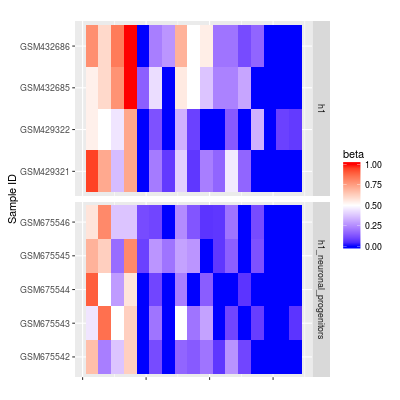 Sample ID
GSM432686
GSM432685
GSM429322
GSM429321
h1
GSM675546
GSM675545
GSM675544
GSM675543
GSM675542
h1_neuronal_progenitors
beta
1.00
0.75
0.50
0.25
0.00